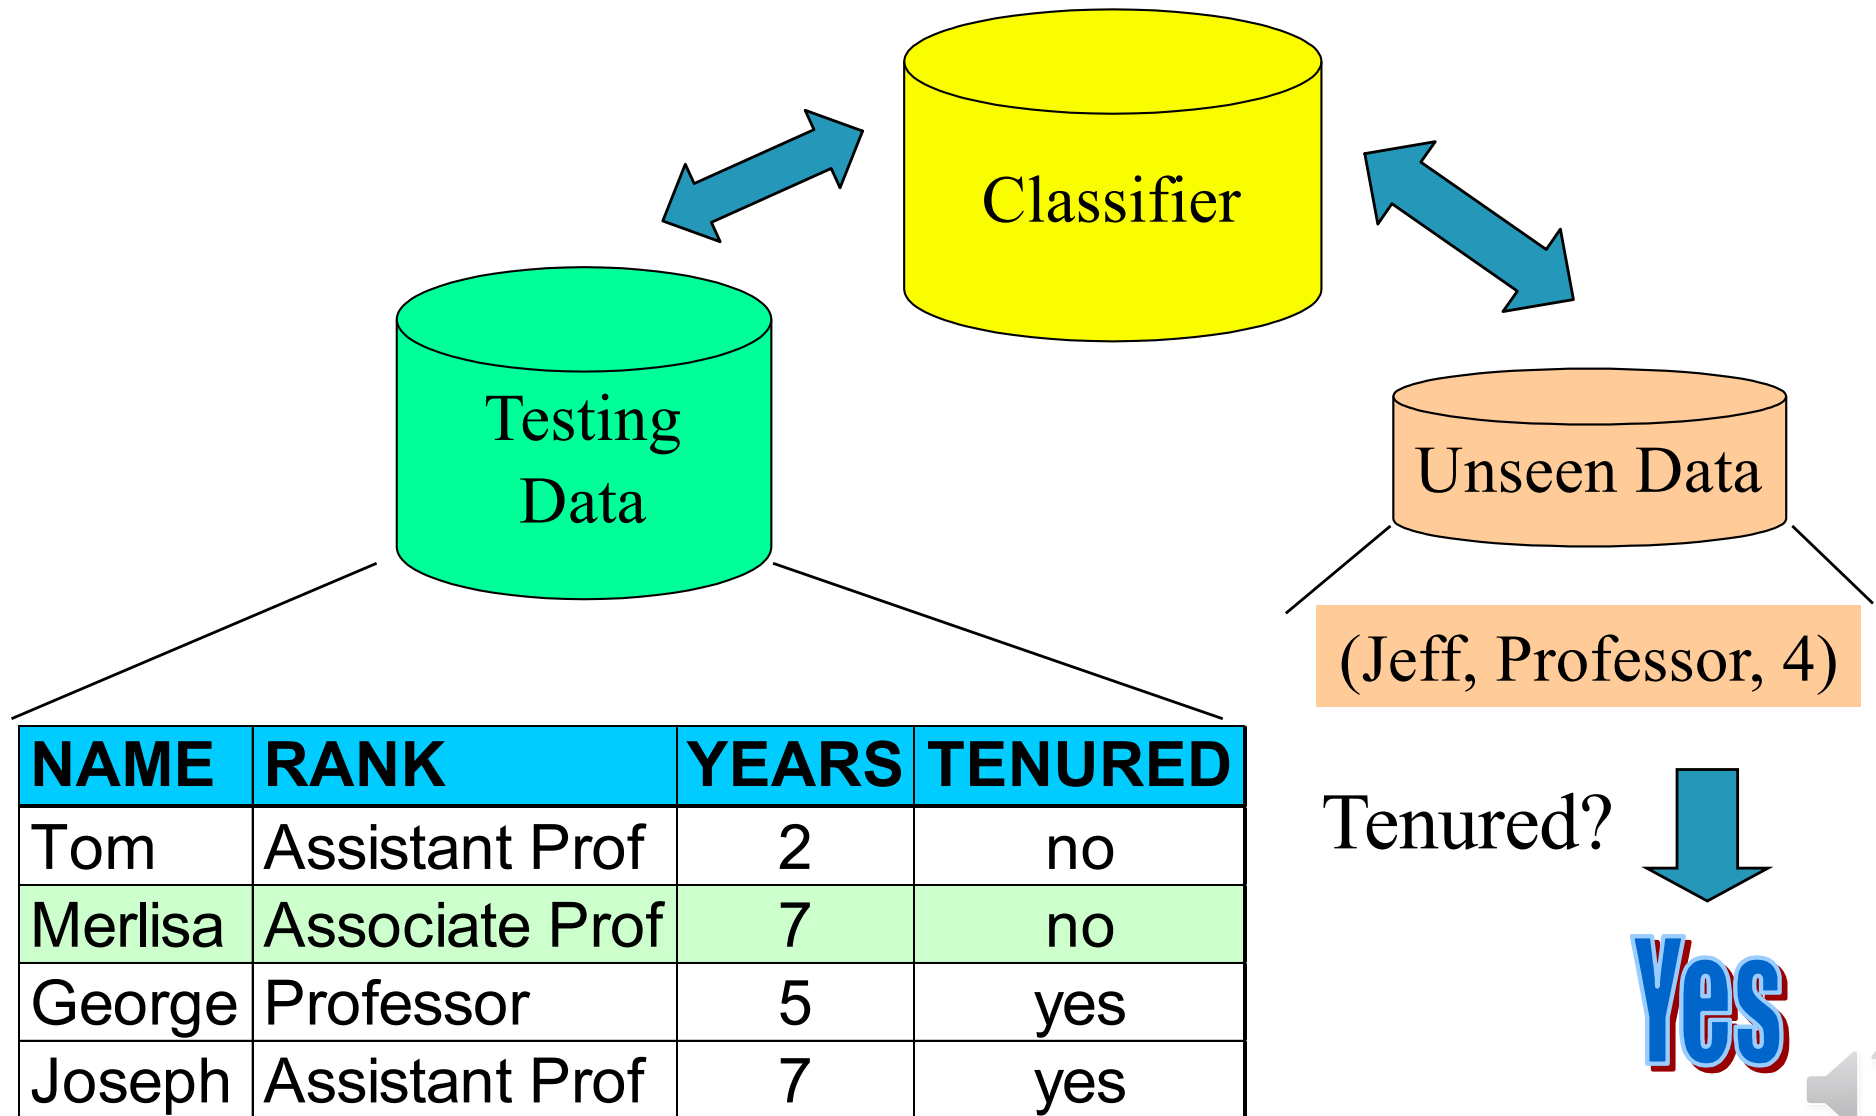 Classifier
Testing
Data
Unseen Data
(Jeff, Professor, 4)
NAME RANK YEARS TENURED
Tom Assistant Prof 2 no
Merlisa Associate Prof 7 no
George Professor 5 yes
Joseph Assistant Prof 7 yes
Tenured?
Yes